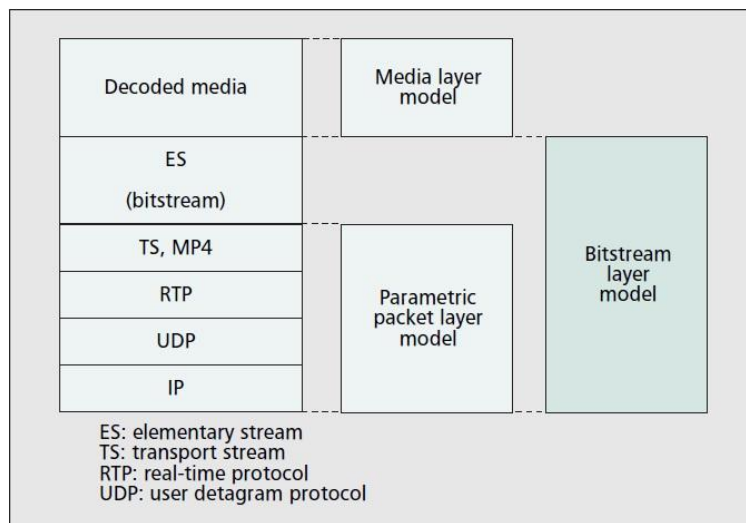 Decoded media
Media layer
model
ES
(bitstream)
TS, MP4
RTP
UDP
IP
Parametric
packet layer
model
Bitstream
layer
model
ES: elementary stream
TS: transport stream
RTP: real-time protocol
UDP: user detagram protocol